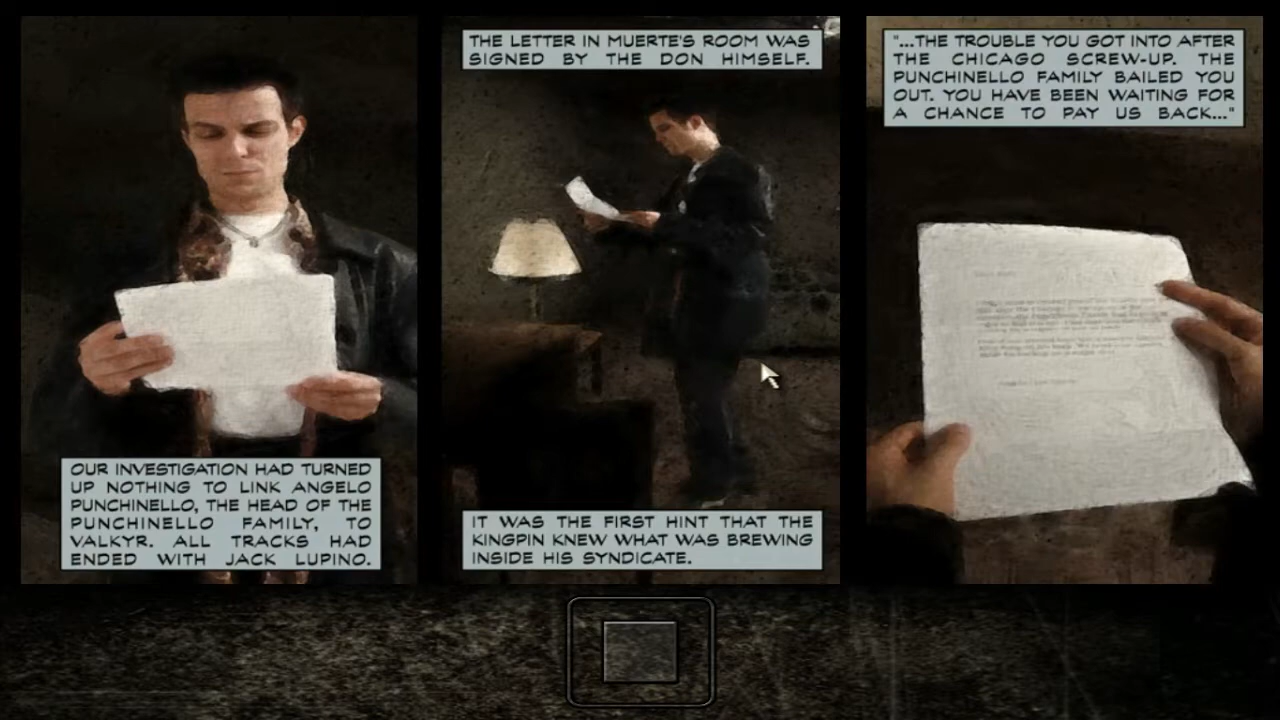 OUR INVESTIGATION HAD TURNED
UP NOTHING TO LINK ANGELO
PUNCHINELLO, THE HEAD OF THE
PUNCHINELLO FAMILY, TO
VALKYR. ALL TRACKS HAD
ENDED WITH JACK LUPINO.
THE LETTER IN MUERTE'S ROOM WAS
SIGNED BY THE DON HIMSELF.
IT WAS THE FIRST HINT THAT THE
KINGPIN KNEW WHAT WAS BREWING
INSIDE HIS SYNDICATE.
"...THE TROUBLE YOU GOT INTO AFTER
THE CHICAGO SCREW-UP. THE
PUNCHINELLO FAMILY BAILED YOU
OUT. YOU HAVE BEEN WAITING FOR
A CHANCE TO PAY US BACK..."